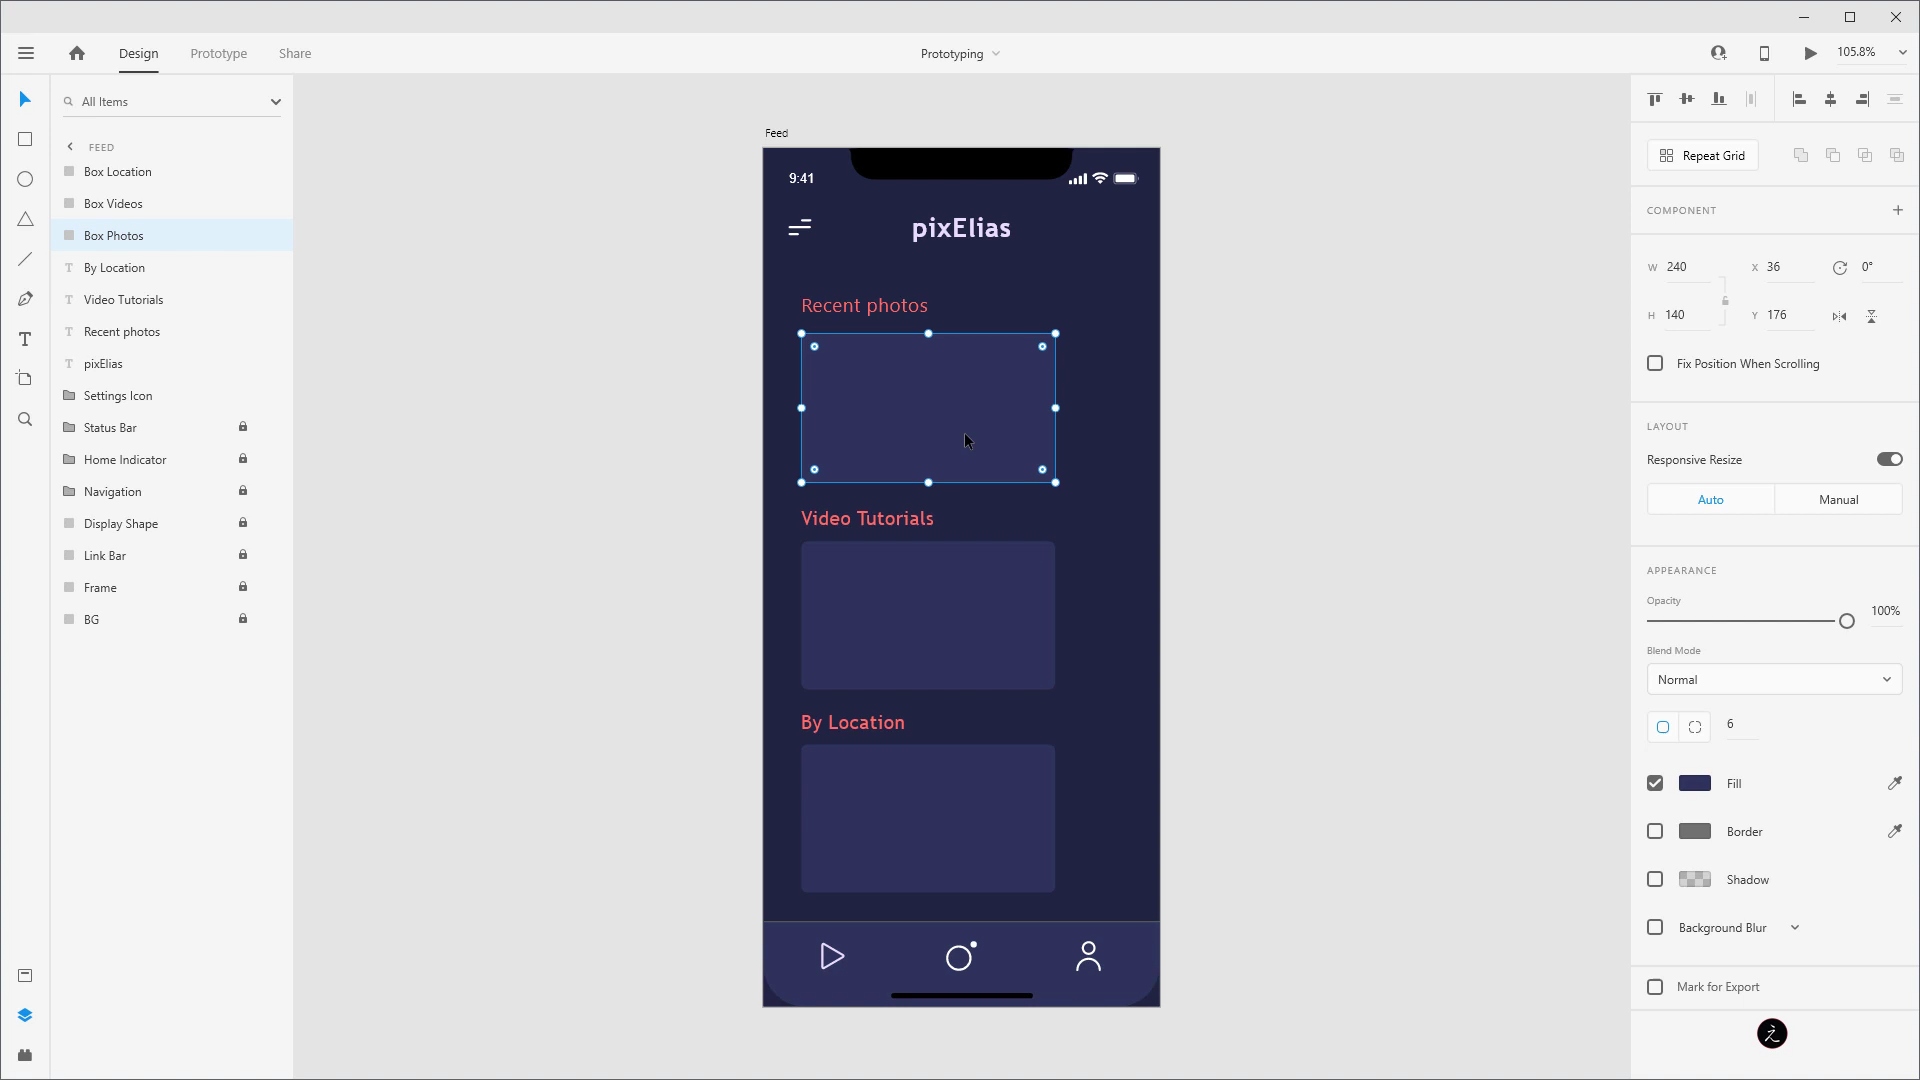 Design
Prototype
Share
Prototyping
105.8%
All Items
FEED
Box Location
Box Videos
Box Photos
T By Location
T Video Tutorials
T Recent photos
T pixElias
Settings Icon
Status Bar
Home Indicator
Navigation
Display Shape
Link Bar
Frame
BG
T
Feed
9:41
pixElias
Recent photos
Video Tutorials
By Location
Repeat Grid
COMPONENT
W 240
X 36
0°
H 140
Y 176
Fix Position When Scrolling
LAYOUT
Responsive Resize
Auto
Manual
APPEARANCE
Opacity
100%
Blend Mode
Normal
6
Fill
Border
Shadow
Background Blur
Mark for Export
え